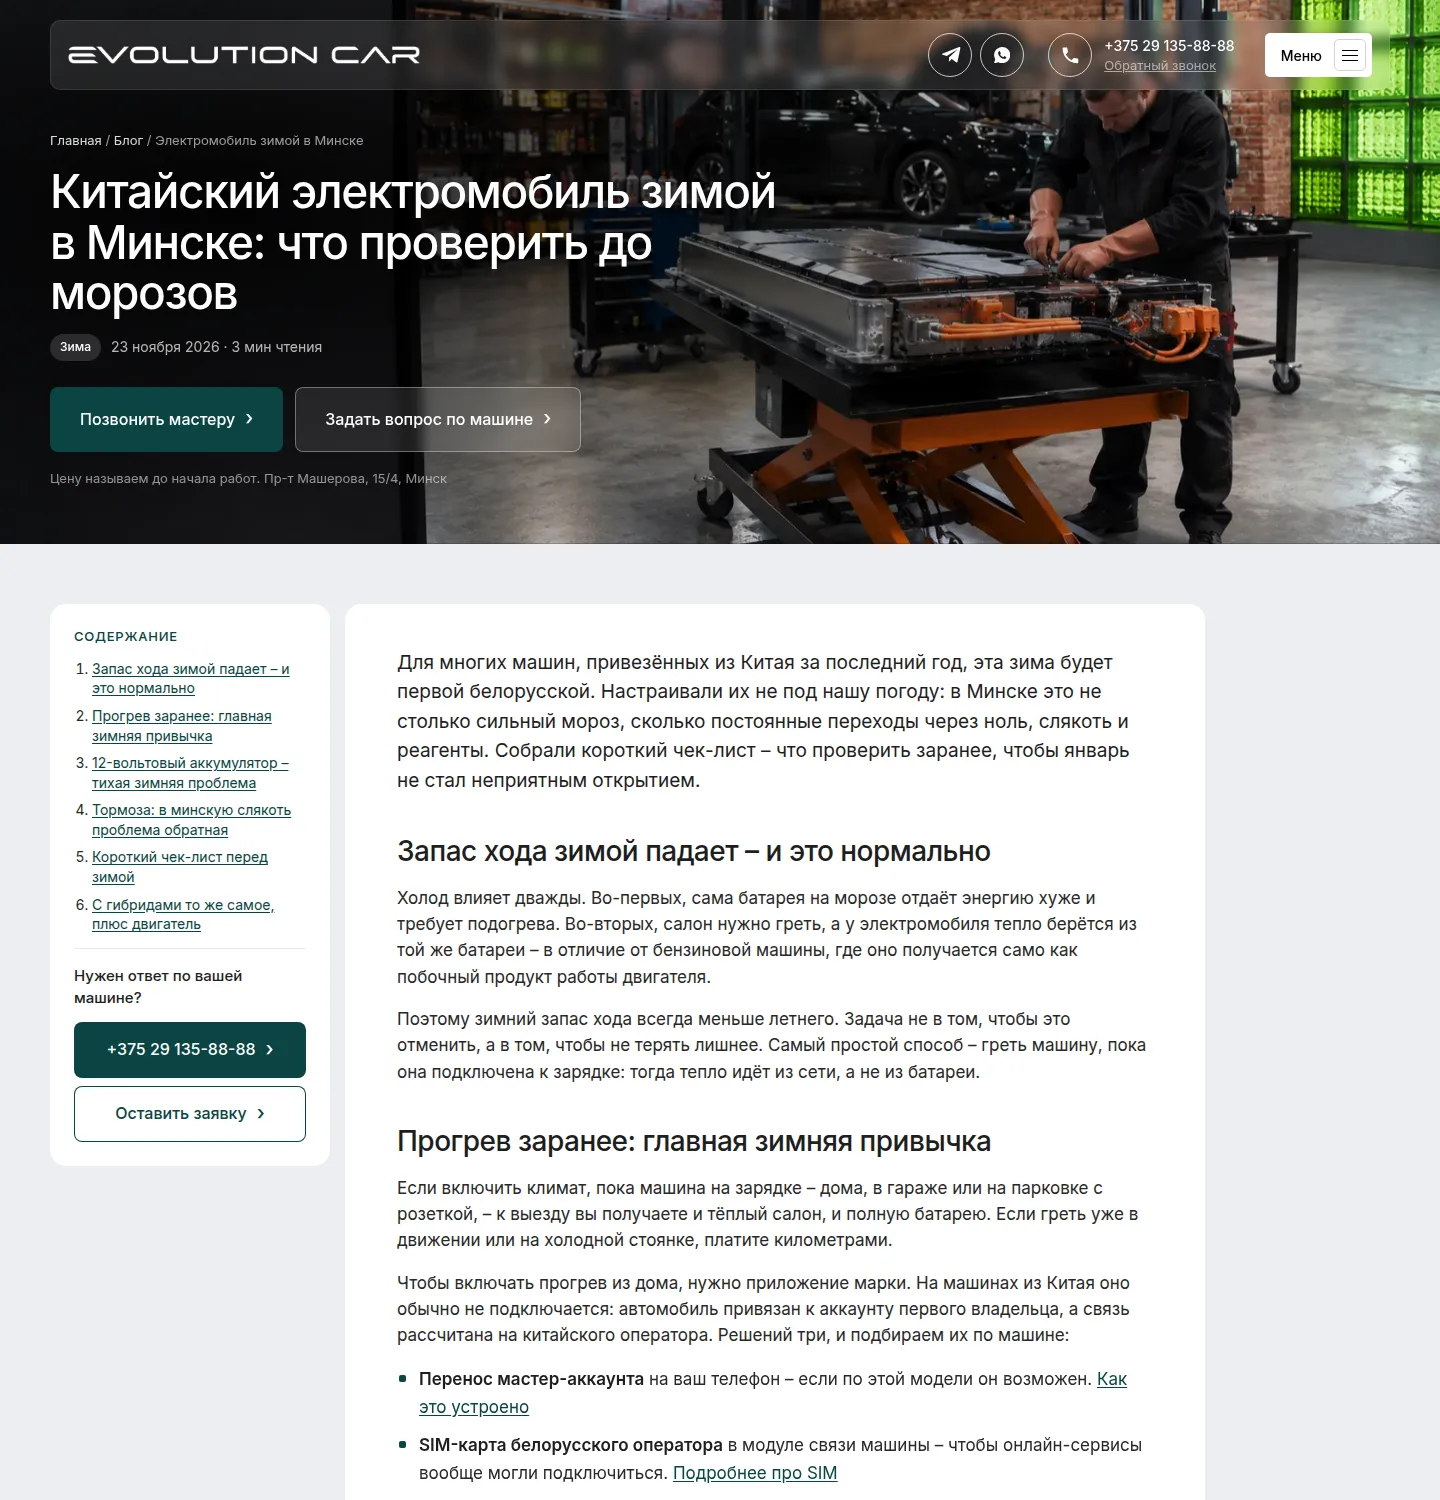 EVOLUTION CAR
+375 29 135-88-88
Обратный звонок
Меню
Главная / Блог / Электромобиль зимой в Минске
Китайский электромобиль зимой
в Минске: что проверить до
морозов
Зима
23 ноября 2026 · 3 мин чтения
Позвонить мастеру
Задать вопрос по машине
Цену называем до начала работ. Пр-т Машерова, 15/4, Минск
СОДЕРЖАНИЕ
1. Запас хода зимой падает – и
это нормально
2. Прогрев заранее: главная
зимняя привычка
3. 12-вольтовый аккумулятор –
тихая зимняя проблема
4. Тормоза: в минскую слякоть
проблема обратная
5. Короткий чек-лист перед
зимой
6. С гибридами то же самое,
плюс двигатель
Нужен ответ по вашей
машине?
+375 29 135-88-88
Оставить заявку
Для многих машин, привезённых из Китая за последний год, эта зима будет
первой белорусской. Настраивали их не под нашу погоду: в Минске это не
столько сильный мороз, сколько постоянные переходы через ноль, слякоть и
реагенты. Собрали короткий чек-лист – что проверить заранее, чтобы январь
не стал неприятным открытием.
Запас хода зимой падает – и это нормально
Холод влияет дважды. Во-первых, сама батарея на морозе отдаёт энергию хуже и
требует подогрева. Во-вторых, салон нужно греть, а у электромобиля тепло берётся из
той же батареи – в отличие от бензиновой машины, где оно получается само как
побочный продукт работы двигателя.
Поэтому зимний запас хода всегда меньше летнего. Задача не в том, чтобы это
отменить, а в том, чтобы не терять лишнее. Самый простой способ – греть машину, пока
она подключена к зарядке: тогда тепло идёт из сети, а не из батареи.
Прогрев заранее: главная зимняя привычка
Если включить климат, пока машина на зарядке – дома, в гараже или на парковке с
розеткой, – к выезду вы получаете и тёплый салон, и полную батарею. Если греть уже в
движении или на холодной стоянке, платите километрами.
Чтобы включать прогрев из дома, нужно приложение марки. На машинах из Китая оно
обычно не подключается: автомобиль привязан к аккаунту первого владельца, а связь
рассчитана на китайского оператора. Решений три, и подбираем их по машине:
Перенос мастер-аккаунта на ваш телефон – если по этой модели он возможен. Как
это устроено
SIM-карта белорусского оператора в модуле связи машины – чтобы онлайн-сервисы
вообще могли подключиться. Подробнее про SIM